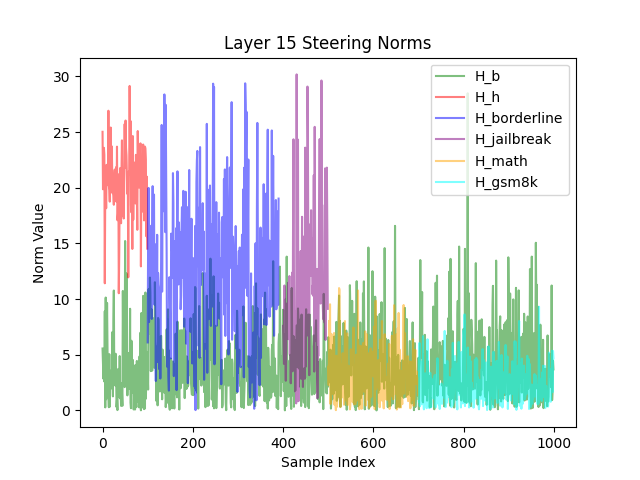 Layer 15 Steering Norms
Norm Value
30
25
20
15
10
5
0
0
200
400
600
800
1000
Sample Index
H_b
H_h
H_borderline
H_jailbreak
H_math
H_gsm8k